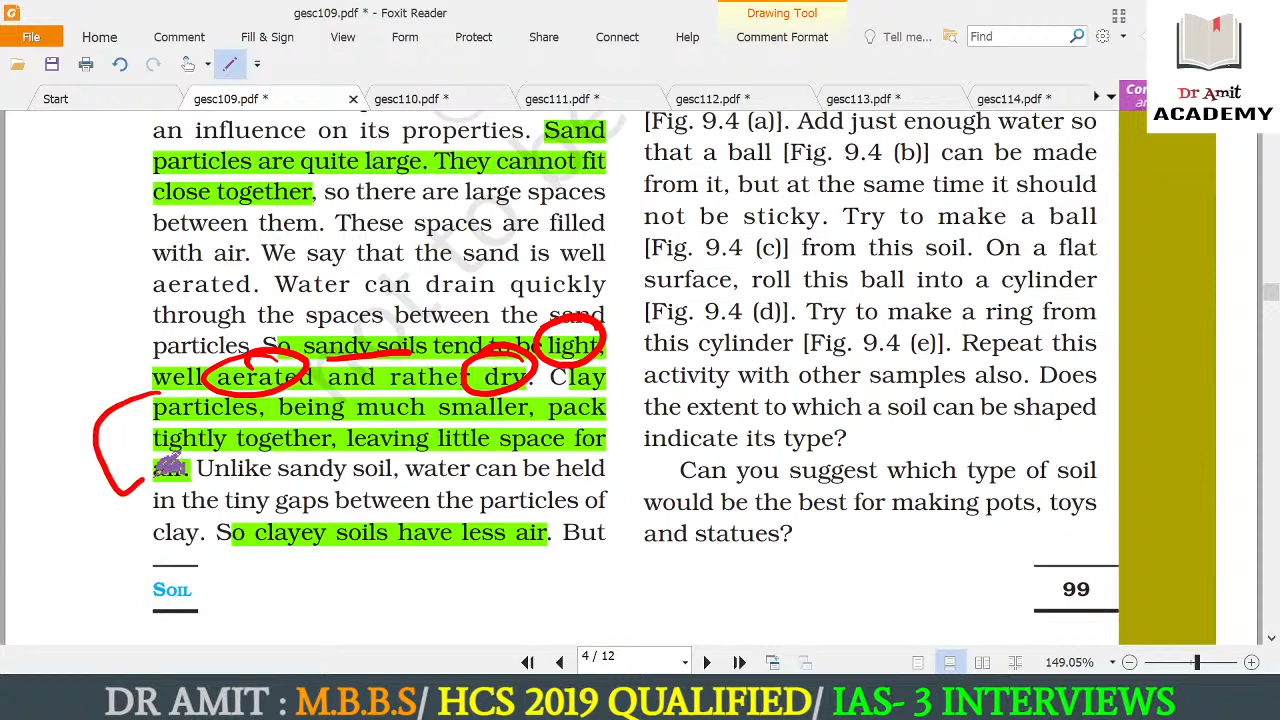 gesc109.pdf * - Foxit Reader
Drawing Tool
File Home Comment Fill & Sign View Form Protect Share Connect Help Comment Format Tell me... Find
Start gesc109.pdf * gesc110.pdf * gesc111.pdf * gesc112.pdf * gesc113.pdf * gesc114.pdf *
Dr Amit
ACADEMY
an influence on its properties. Sand
particles are quite large. They cannot fit
close together, so there are large spaces
between them. These spaces are filled
with air. We say that the sand is well
aerated. Water can drain quickly
through the spaces between the sand
particles. So sandy soils tend to be light,
well aerated and rather dry. Clay
particles, being much smaller, pack
tightly together, leaving little space for
air. Unlike sandy soil, water can be held
in the tiny gaps between the particles of
clay. So clayey soils have less air. But
[Fig. 9.4 (a)]. Add just enough water so
that a ball [Fig. 9.4 (b)] can be made
from it, but at the same time it should
not be sticky. Try to make a ball
[Fig. 9.4 (c)] from this soil. On a flat
surface, roll this ball into a cylinder
[Fig. 9.4 (d)]. Try to make a ring from
this cylinder [Fig. 9.4 (e)]. Repeat this
activity with other samples also. Does
the extent to which a soil can be shaped
indicate its type?
Can you suggest which type of soil
would be the best for making pots, toys
and statues?
not to be
SOIL
99
4 / 12
149.05%
DR AMIT : M.B.B.S/ HCS 2019 QUALIFIED/ IAS- 3 INTERVIEWS